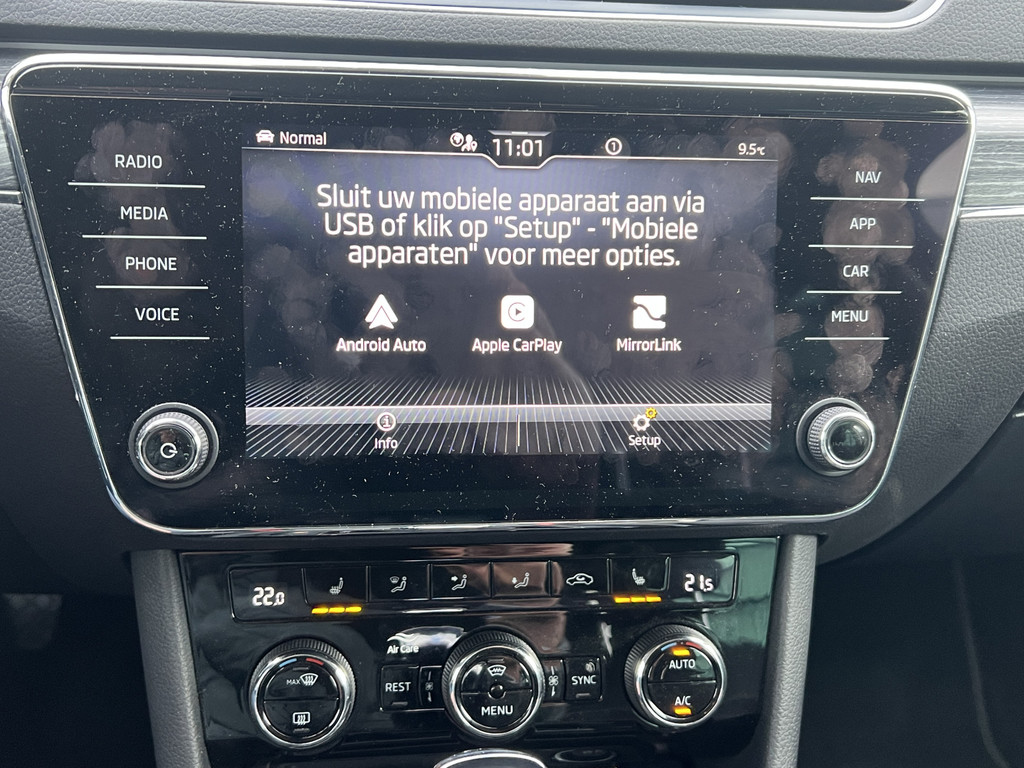 Normal
11:01
1
9.5°C
RADIO
MEDIA
PHONE
VOICE
Sluit uw mobiele apparaat aan via
USB of klik op "Setup" - "Mobiele
apparaten" voor meer opties.
Android Auto
Apple CarPlay
MirrorLink
Info
Setup
NAV
APP
CAR
MENU
22.0
21.5
Air Care
MAX
REST
MENU
SYNC
AUTO
A/C